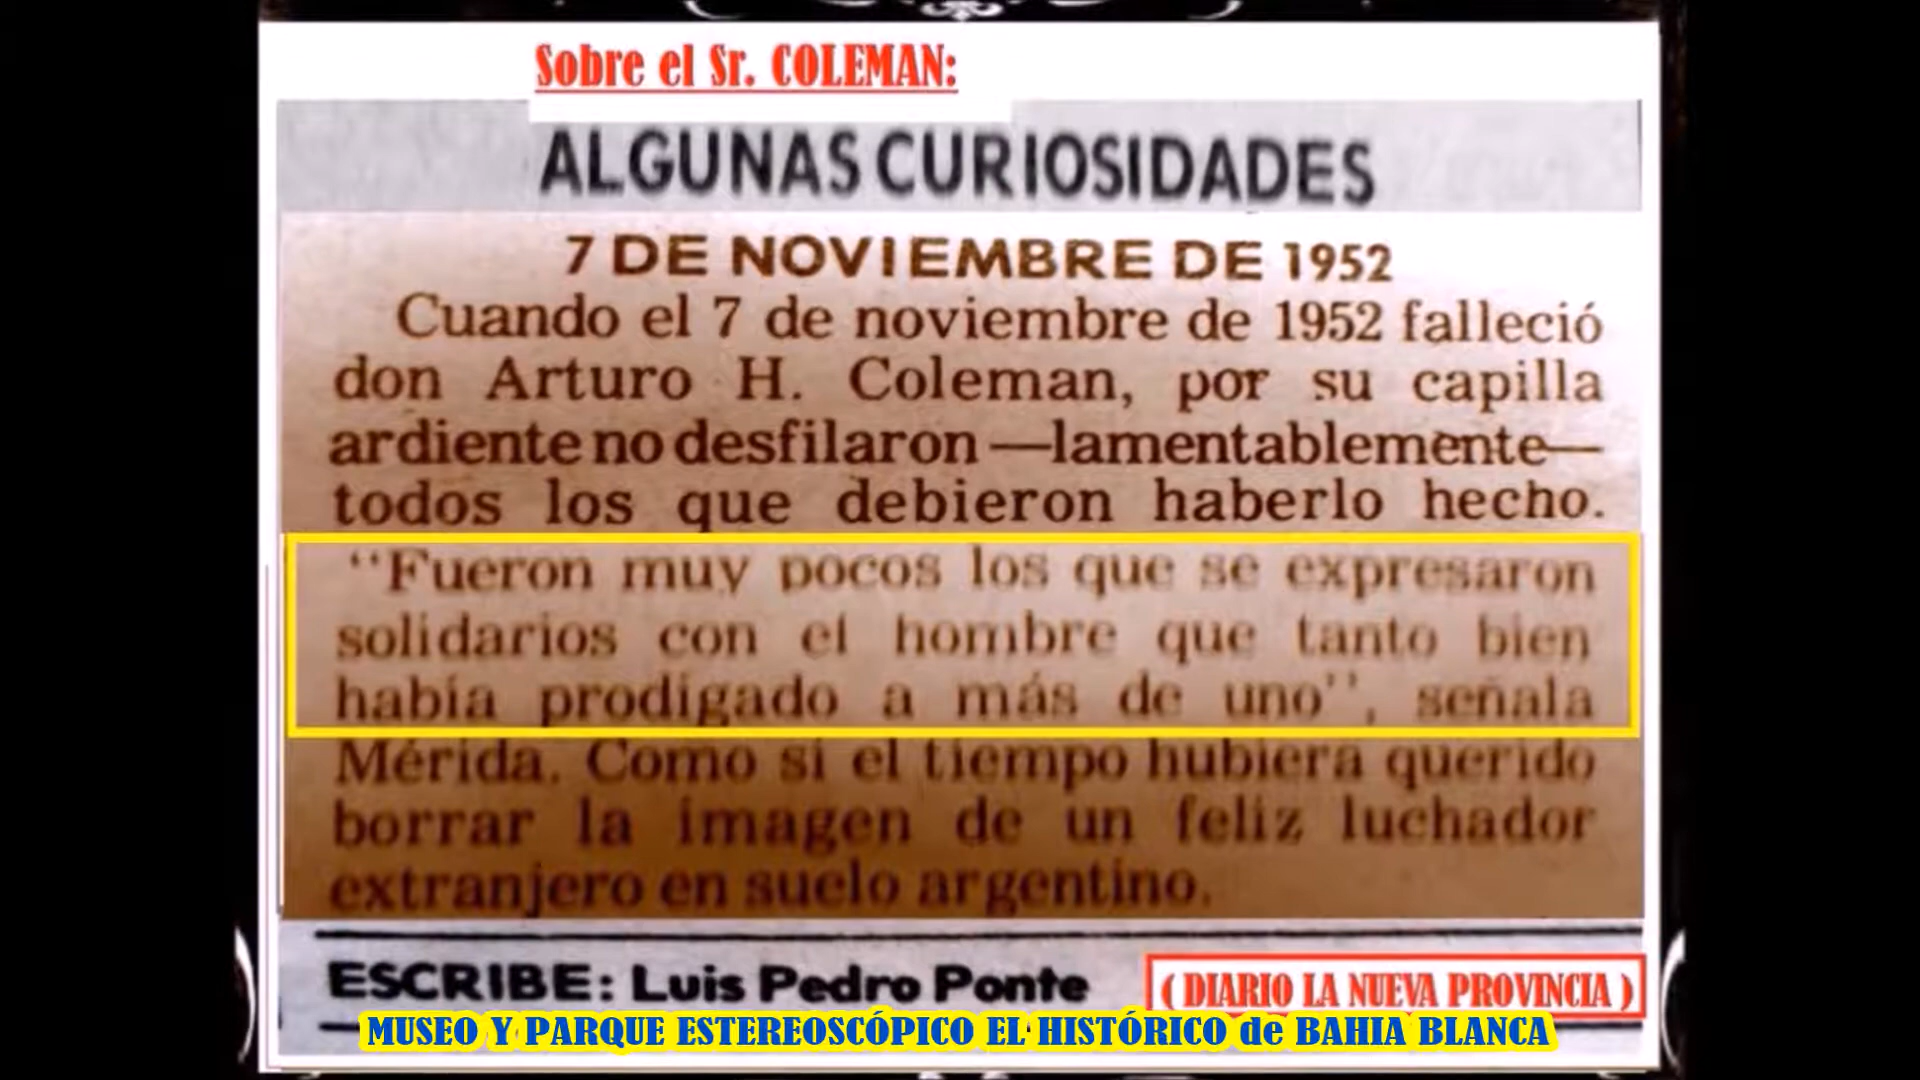 Sobre el Sr. COLEMAN:
ALGUNAS CURIOSIDADES
7 DE NOVIEMBRE DE 1952
Cuando el 7 de noviembre de 1952 falleció
don Arturo H. Coleman, por su capilla
ardiente no desfilaron —lamentablemente—
todos los que debieron haberlo hecho.
"Fueron muy pocos los que se expresaron
solidarios con el hombre que tanto bien
había prodigado a más de uno", señala
Mérida. Como si el tiempo hubiera querido
borrar la imagen de un feliz luchador
extranjero en suelo argentino.
ESCRIBE: Luis Pedro Ponte
( DIARIO LA NUEVA PROVINCIA )
MUSEO Y PARQUE ESTEREOSCÓPICO EL HISTÓRICO de BAHIA BLANCA